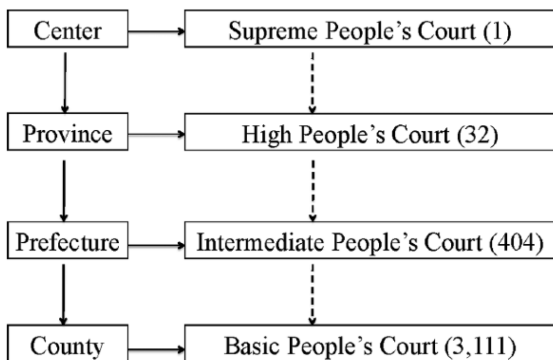 Center
Supreme People's Court (1)
Province
High People's Court (32)
Prefecture
Intermediate People's Court (404)
County
Basic People's Court (3,111)